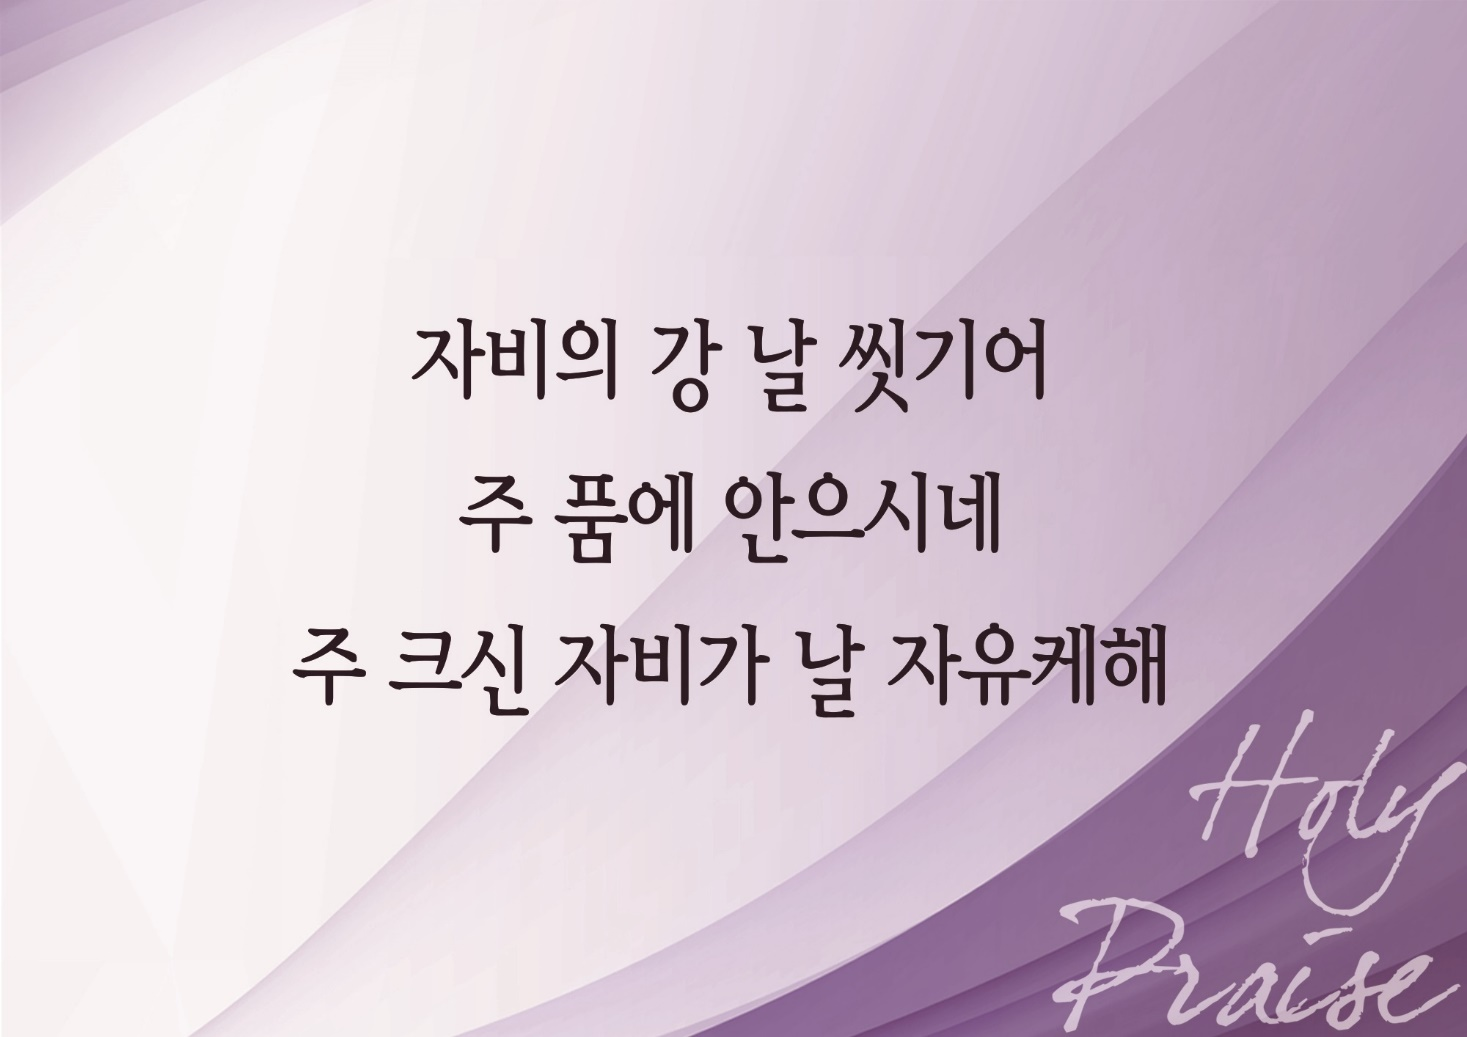 자비의 강 날 씻기어
주 품에 안으시네
주 크신 자비가 날 자유케해
Holy
Praise